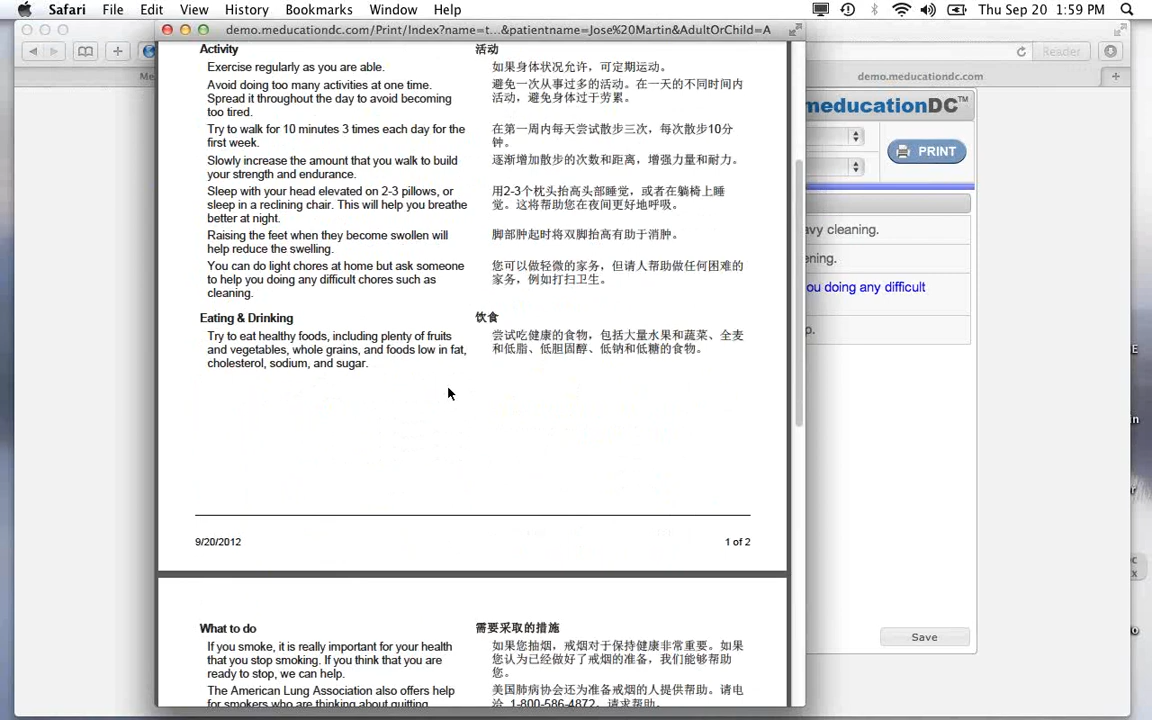 Safari File Edit View History Bookmarks Window Help
Thu Sep 20 1:59 PM
demo.meducationdc.com/Print/Index?name=t...&patientname=Jose%20Martin&AdultOrChild=A
Reader
demo.meducationdc.com
meducationDC™
PRINT
avy cleaning.
ening.
ou doing any difficult
p.
Save
Activity
Exercise regularly as you are able.
Avoid doing too many activities at one time.
Spread it throughout the day to avoid becoming
too tired.
Try to walk for 10 minutes 3 times each day for the
first week.
Slowly increase the amount that you walk to build
your strength and endurance.
Sleep with your head elevated on 2-3 pillows, or
sleep in a reclining chair. This will help you breathe
better at night.
Raising the feet when they become swollen will
help reduce the swelling.
You can do light chores at home but ask someone
to help you doing any difficult chores such as
cleaning.
Eating & Drinking
Try to eat healthy foods, including plenty of fruits
and vegetables, whole grains, and foods low in fat,
cholesterol, sodium, and sugar.
活动
如果身体状况允许，可定期运动。
避免一次从事过多的活动。在一天的不同时间内
活动，避免身体过于劳累。
在第一周内每天尝试散步三次，每次散步10分
钟。
逐渐增加散步的次数和距离，增强力量和耐力。
用2-3个枕头抬高头部睡觉，或者在躺椅上睡
觉。这将帮助您在夜间更好地呼吸。
脚部肿起时将双脚抬高有助于消肿。
您可以做轻微的家务，但请人帮助做任何困难的
家务，例如打扫卫生。
饮食
尝试吃健康的食物，包括大量水果和蔬菜、全麦
和低脂、低胆固醇、低钠和低糖的食物。
9/20/2012
1 of 2
What to do
If you smoke, it is really important for your health
that you stop smoking. If you think that you are
ready to stop, we can help.
The American Lung Association also offers help
for smokers who are thinking about quitting.
需要采取的措施
如果您抽烟，戒烟对于保持健康非常重要。如果
您认为已经做好了戒烟的准备，我们能够帮助
您。
美国肺病协会还为准备戒烟的人提供帮助。请电
给 1-800-586-4872，请求帮助。